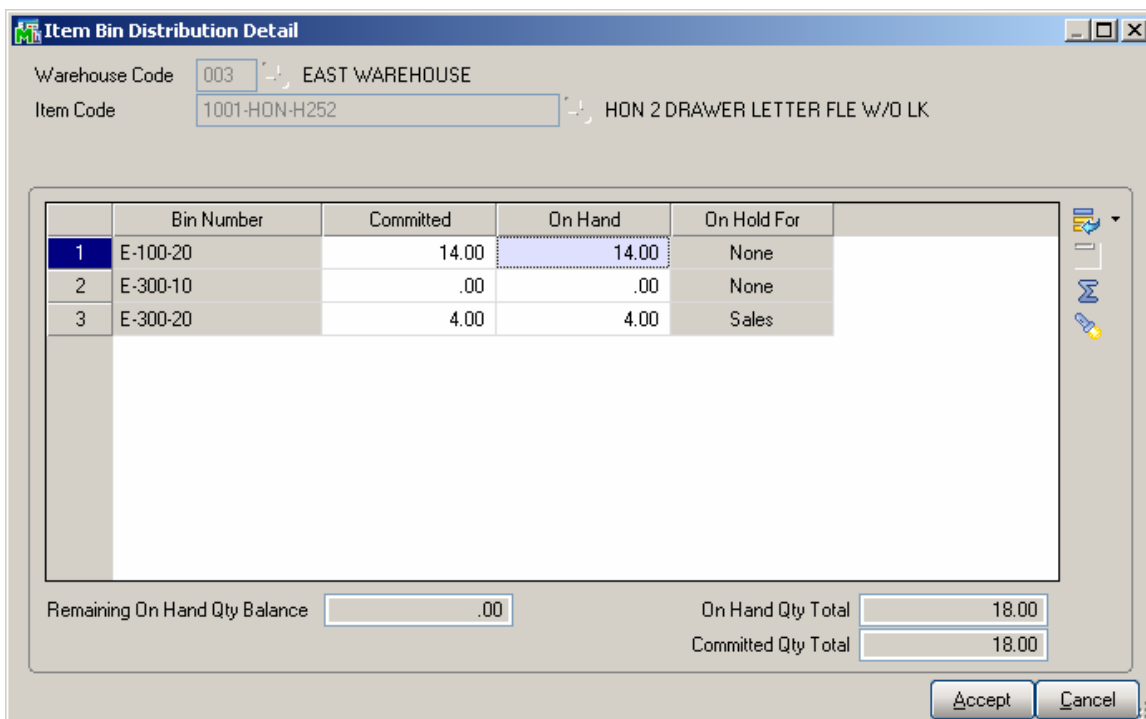 Item Bin Distribution Detail
Warehouse Code 003 EAST WAREHOUSE
Item Code 1001-HON-H252 HON 2 DRAWER LETTER FLE W/O LK
Bin Number Committed On Hand On Hold For
1 E-100-20 14.00 14.00 None
2 E-300-10 .00 .00 None
3 E-300-20 4.00 4.00 Sales
Remaining On Hand Qty Balance .00 On Hand Qty Total 18.00
Committed Qty Total 18.00
Accept Cancel